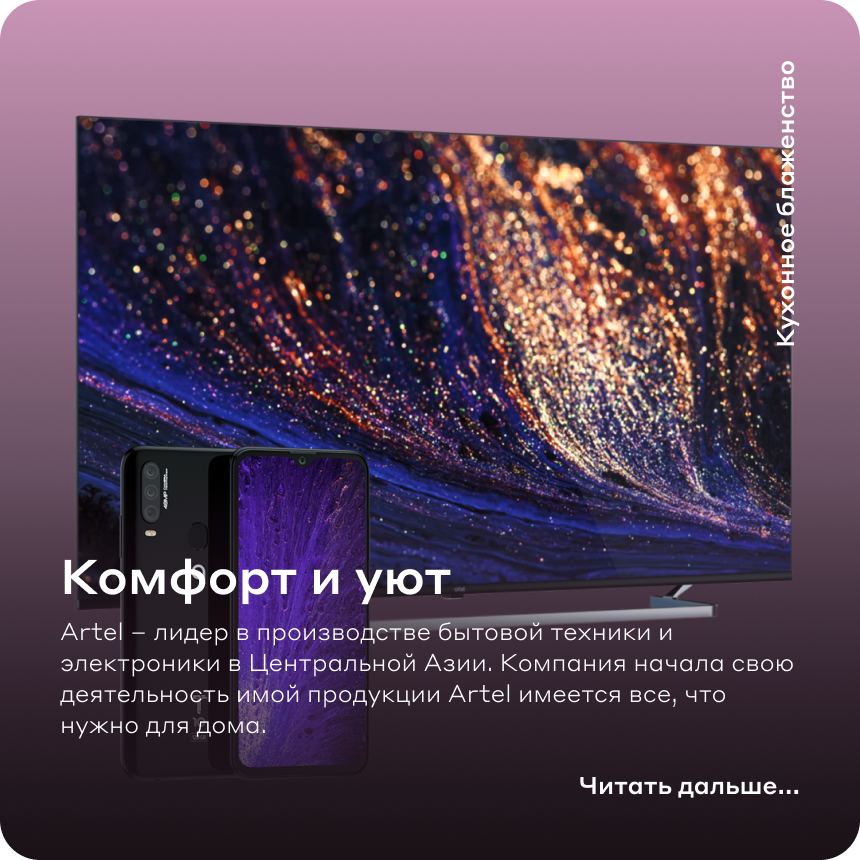 Кухонное блаженство
Комфорт и уют
Artel – лидер в производстве бытовой техники и
электроники в Центральной Азии. Компания начала свою
деятельность имой продукции Artel имеется все, что
нужно для дома.
Читать дальше...